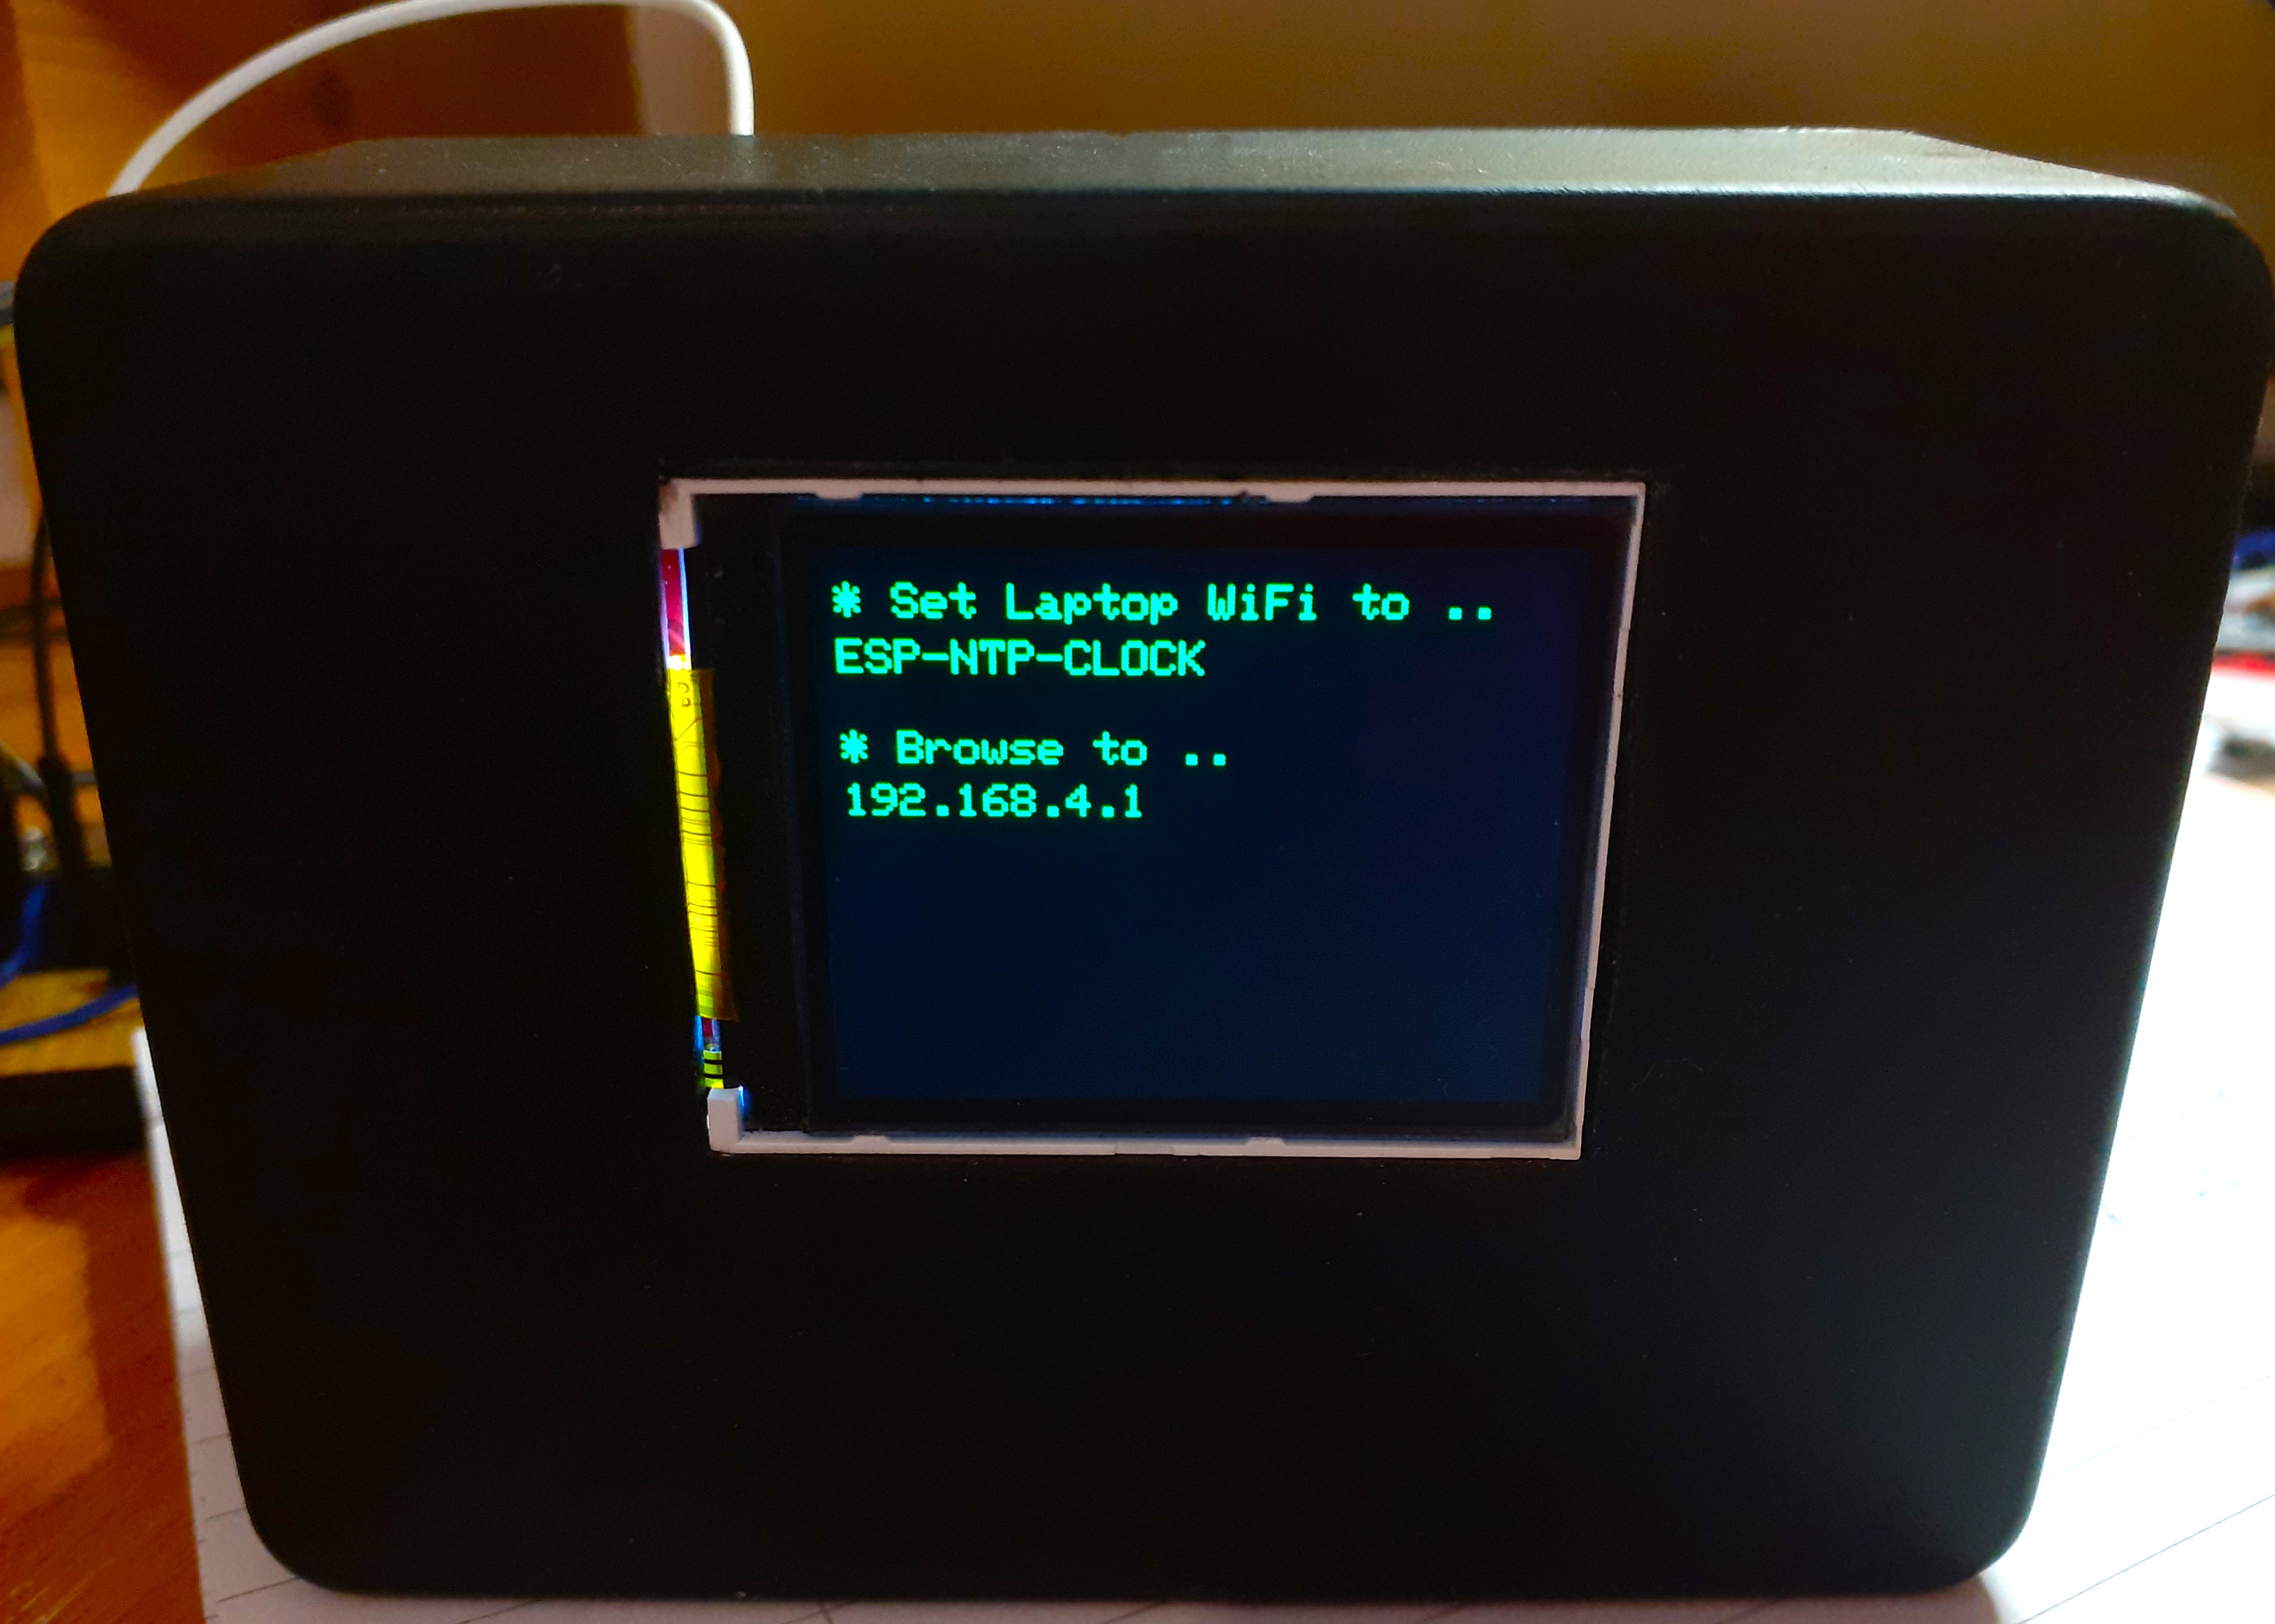 * Set Laptop WiFi to ..
ESP-NTP-CLOCK
* Browse to ..
192.168.4.1